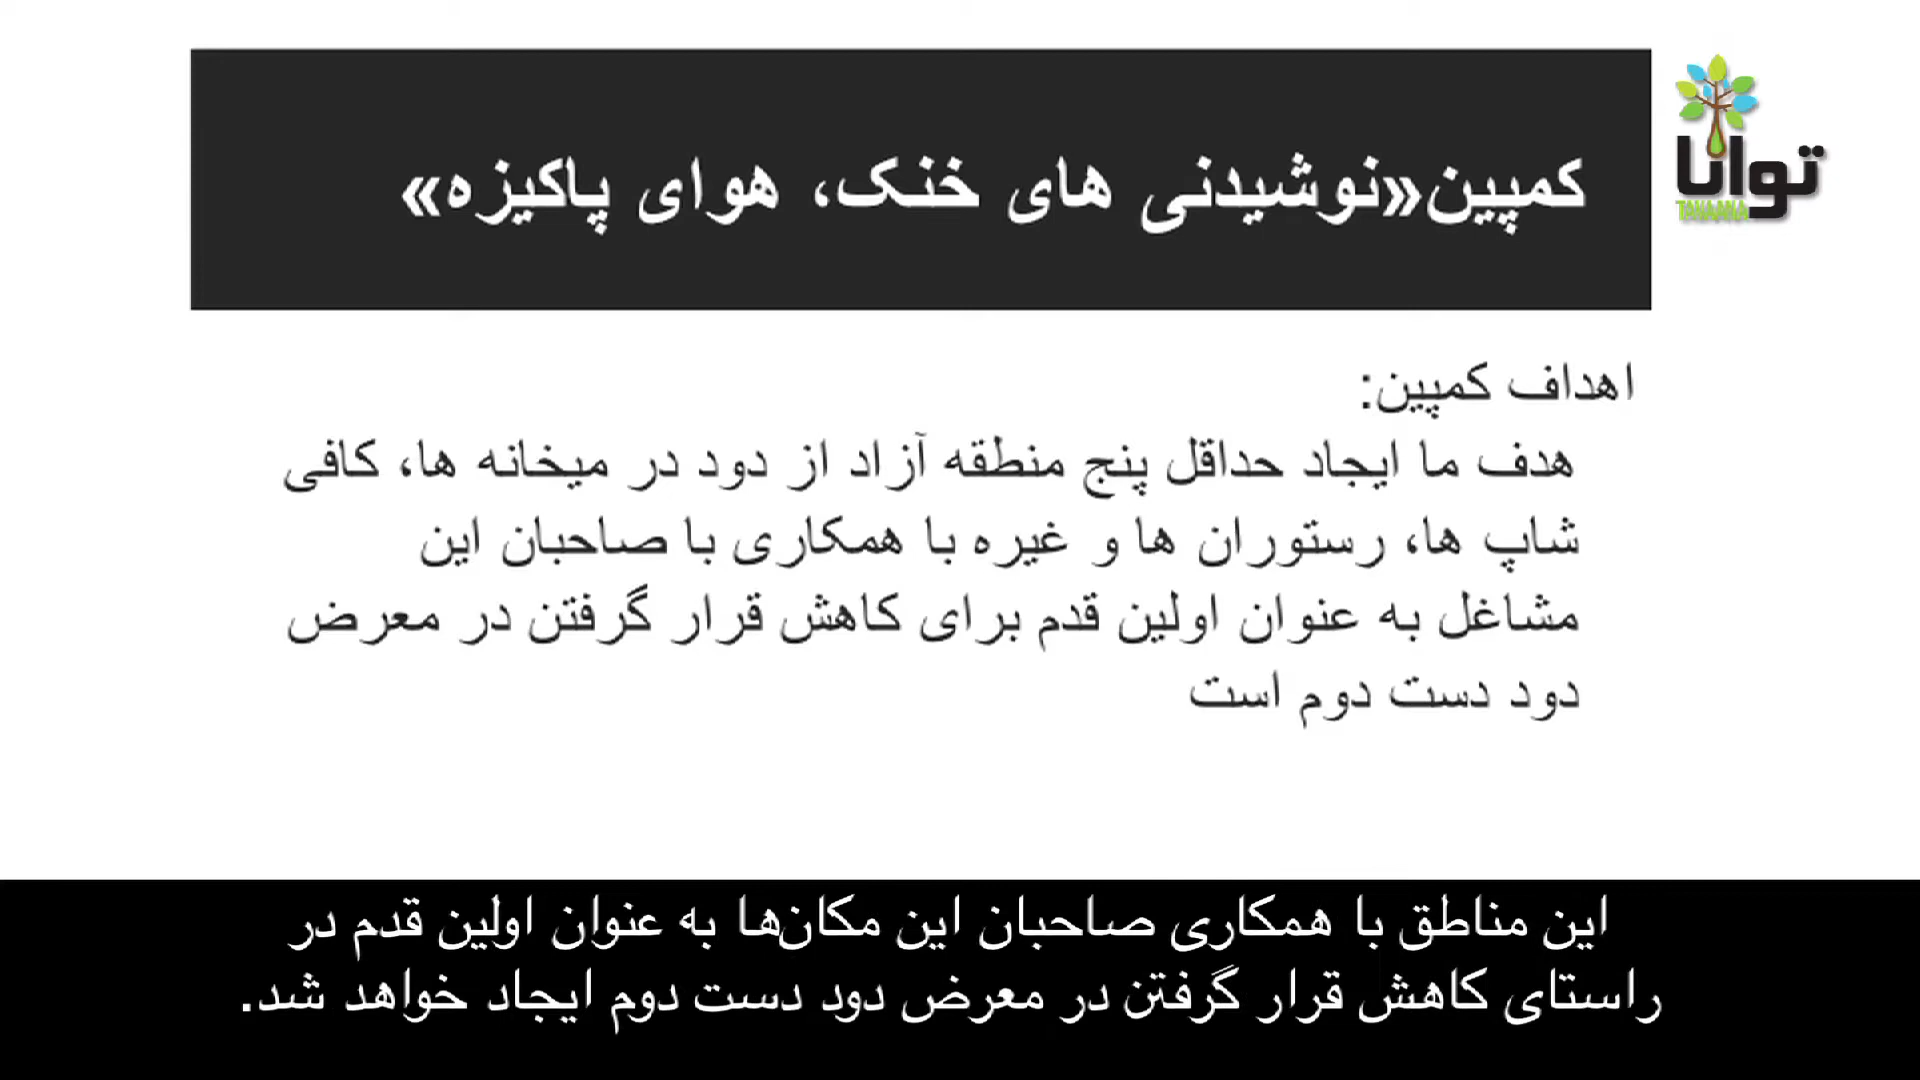 کمپین«نوشیدنی های خنک، هوای پاکیزه»
توانا
TAVAANA
اهداف کمپین:
هدف ما ایجاد حداقل پنج منطقه آزاد از دود در میخانه ها، کافی
شاپ ها، رستوران ها و غیره با همکاری با صاحبان این
مشاغل به عنوان اولین قدم برای کاهش قرار گرفتن در معرض
دود دست دوم است
این مناطق با همکاری صاحبان این مکان‌ها به عنوان اولین قدم در
راستای کاهش قرار گرفتن در معرض دود دست دوم ایجاد خواهد شد.